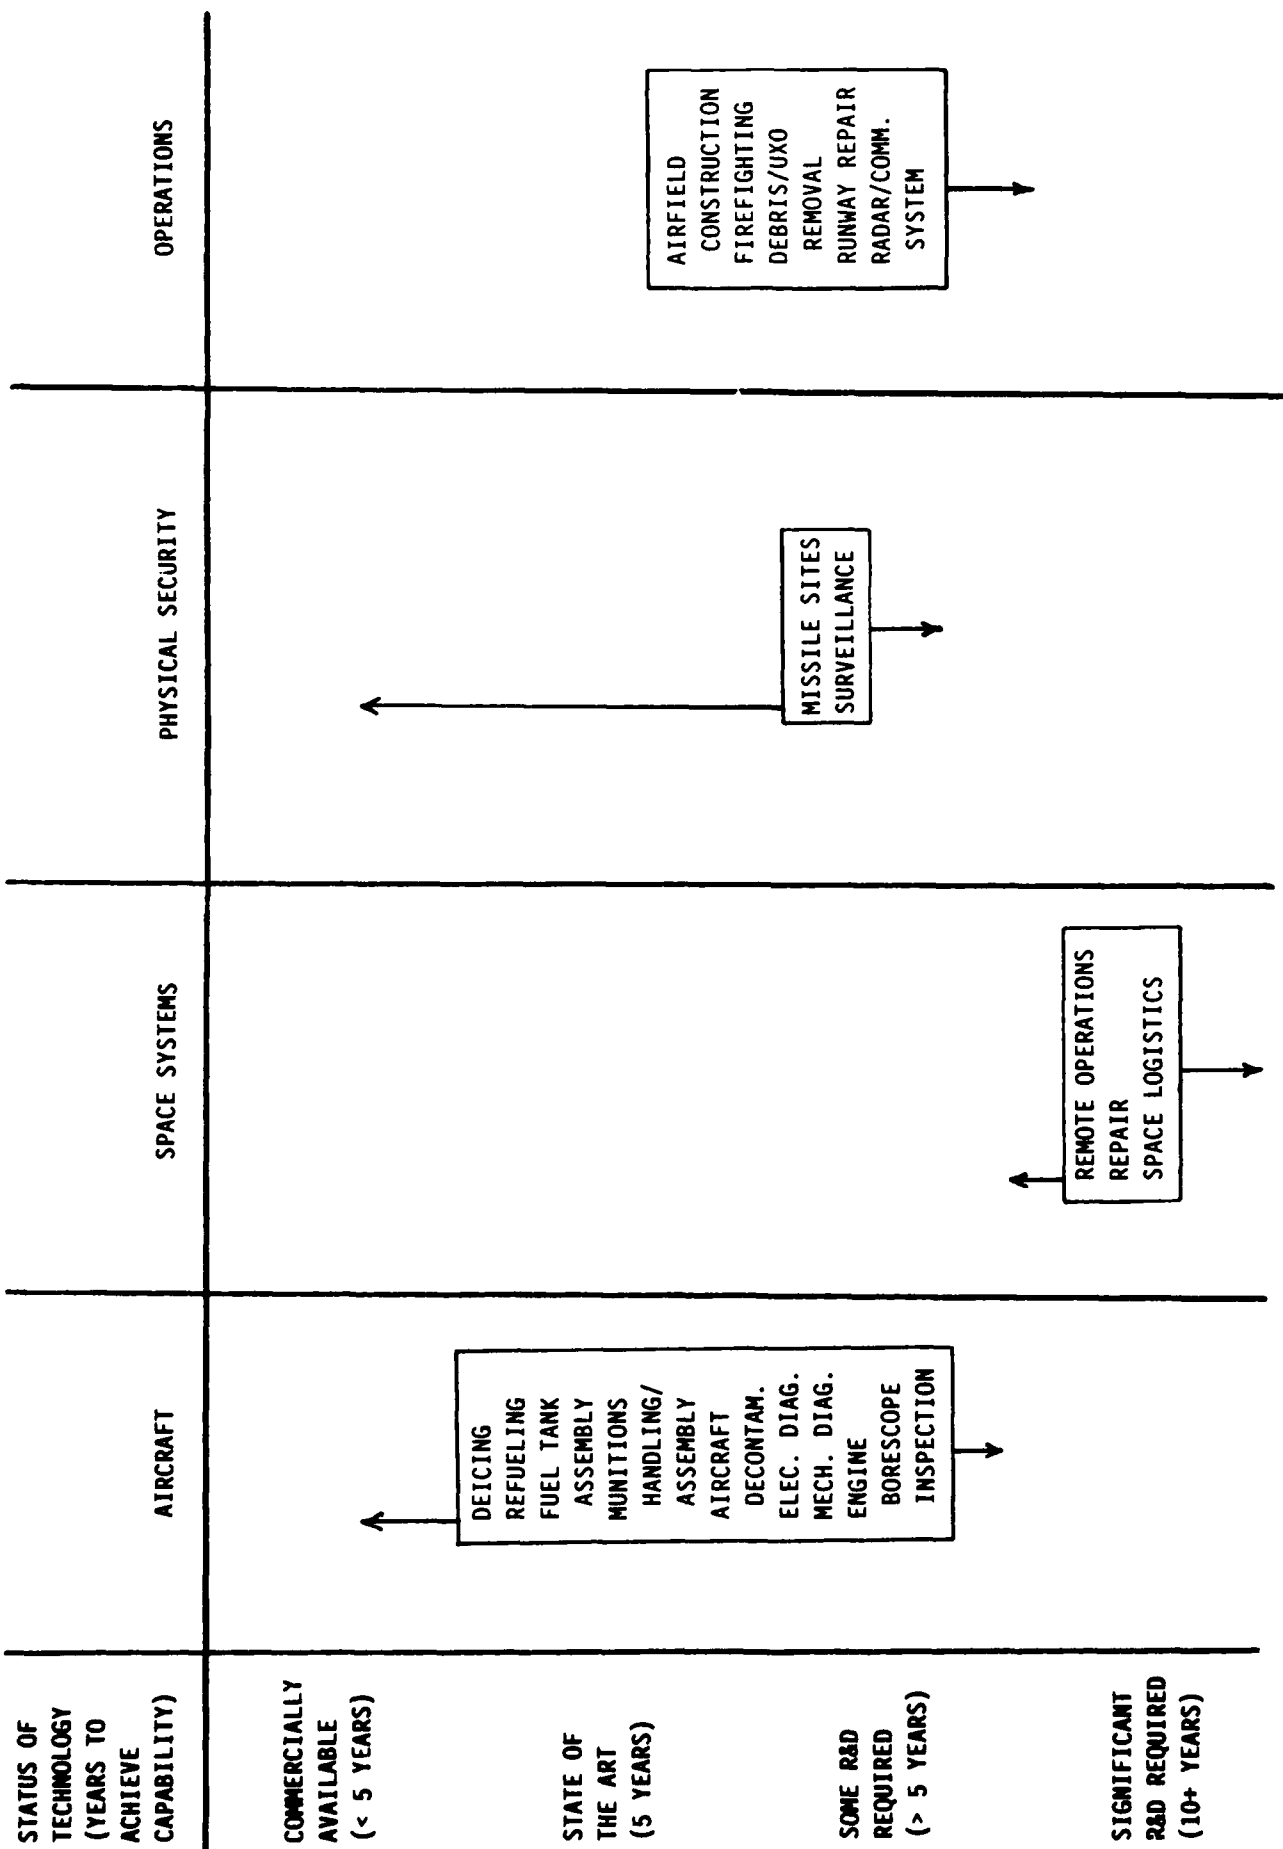 STATUS OF
TECHNOLOGY
(YEARS TO
ACHIEVE
CAPABILITY)
AIRCRAFT
SPACE SYSTEMS
PHYSICAL SECURITY
OPERATIONS
COMMERCIALLY
AVAILABLE
(< 5 YEARS)
STATE OF
THE ART
(5 YEARS)
SOME R&D
REQUIRED
(> 5 YEARS)
SIGNIFICANT
R&D REQUIRED
(10+ YEARS)
DEICING
REFUELING
FUEL TANK
ASSEMBLY
MUNITIONS
HANDLING/
ASSEMBLY
AIRCRAFT
DECONTAM.
ELEC. DIAG.
MECH. DIAG.
ENGINE
BORESCOPE
INSPECTION
REMOTE OPERATIONS
REPAIR
SPACE LOGISTICS
MISSILE SITES
SURVEILLANCE
AIRFIELD
CONSTRUCTION
FIREFIGHTING
DEBRIS/UXO
REMOVAL
RUNWAY REPAIR
RADAR/COMM.
SYSTEM